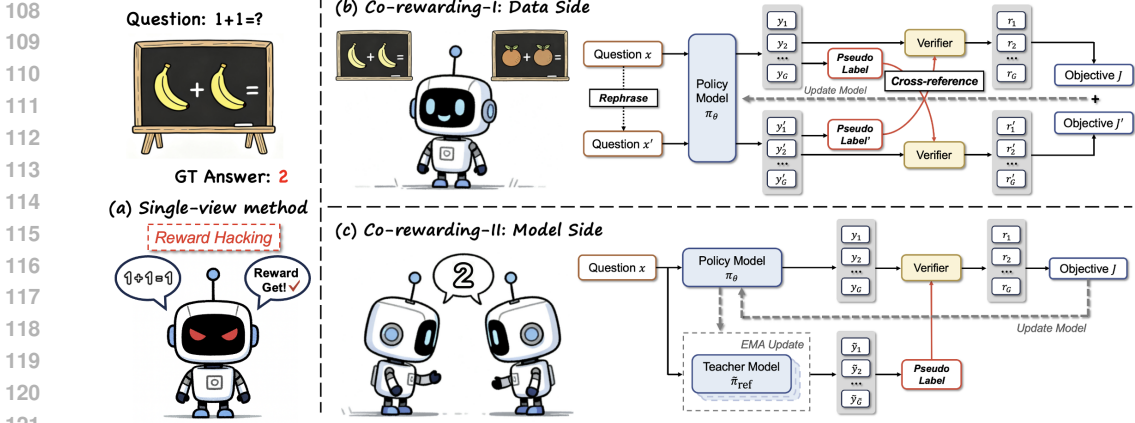 108
109
110
111
112
113
114
115
116
117
118
119
120
Question: 1+1=?
+ =
GT Answer: 2
(a) Single-view method
Reward Hacking
1+1=1
Reward
Get! ✓
(b) Co-rewarding-I: Data Side
+ =
+ =
Question x
Rephrase
Question x′
Policy
Model
πθ
y1
y2
...
yG
Pseudo
Label
Verifier
r1
r2
...
rG
Cross-reference
Update Model
Objective J
+
Objective J′
y′1
y′2
...
y′G
Pseudo
Label'
Verifier
r′1
r′2
...
r′G
(c) Co-rewarding-II: Model Side
2
Question x
Policy Model
πθ
y1
y2
...
yG
Verifier
r1
r2
...
rG
Objective J
Update Model
EMA Update
Teacher Model
π̃ref
ỹ1
ỹ2
...
ỹG
Pseudo
Label